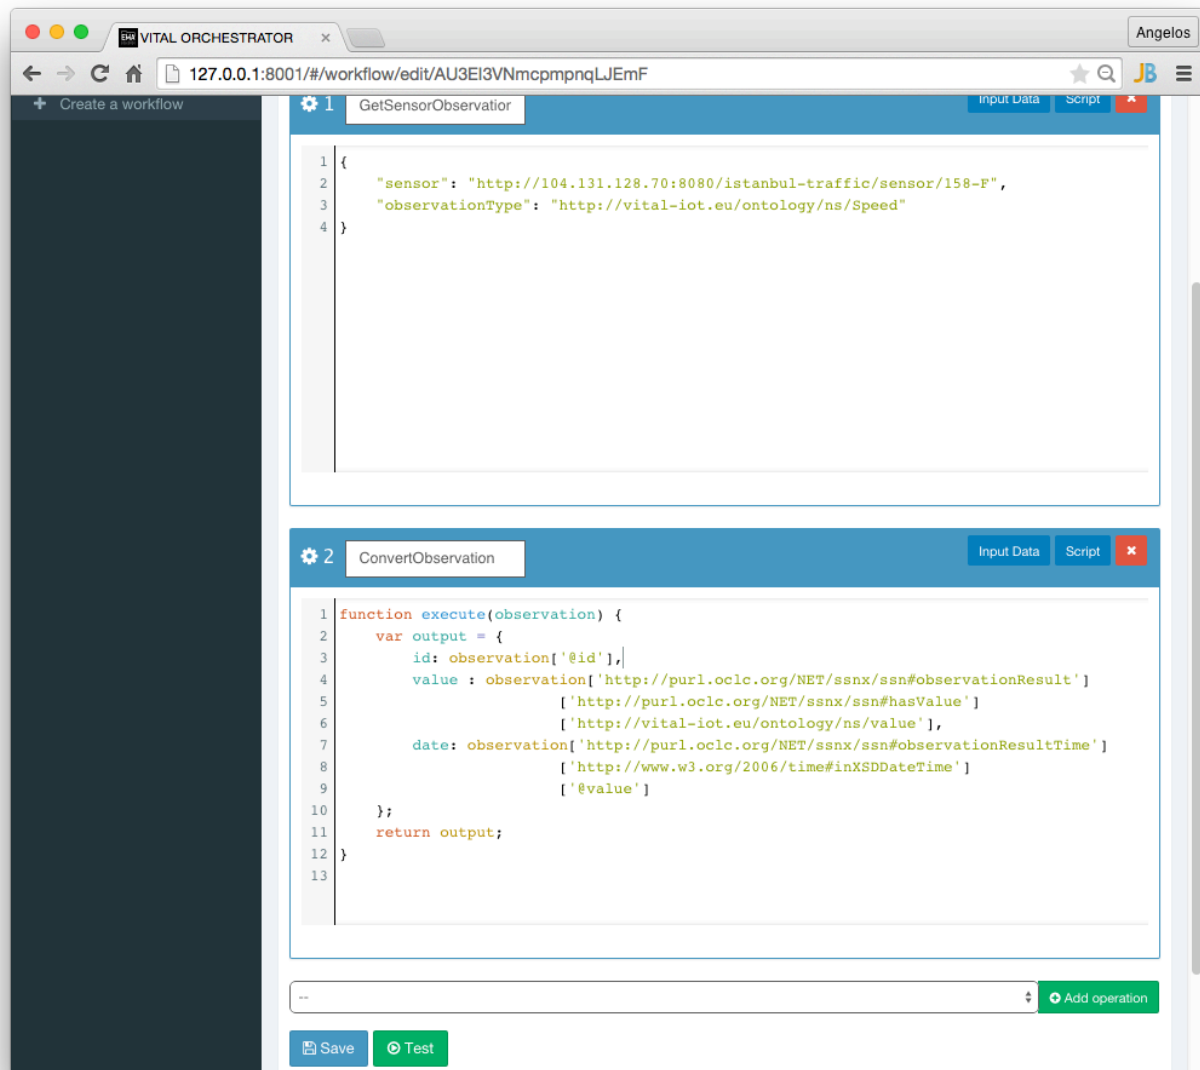 VITAL ORCHESTRATOR
Angelos
127.0.0.1:8001/#/workflow/edit/AU3EI3VNmcpmpnqLJEmF
JB
Create a workflow
1 GetSensorObservatior Input Data Script
1 {
2 "sensor": "http://104.131.128.70:8080/istanbul-traffic/sensor/158-F",
3 "observationType": "http://vital-iot.eu/ontology/ns/Speed"
4 }
2 ConvertObservation Input Data Script
1 function execute(observation) {
2 var output = {
3 id: observation['@id'],
4 value : observation['http://purl.oclc.org/NET/ssnx/ssn#observationResult']
5 ['http://purl.oclc.org/NET/ssnx/ssn#hasValue']
6 ['http://vital-iot.eu/ontology/ns/value'],
7 date: observation['http://purl.oclc.org/NET/ssnx/ssn#observationResultTime']
8 ['http://www.w3.org/2006/time#inXSDDateTime']
9 ['@value']
10 };
11 return output;
12 }
13
-- Add operation
Save Test